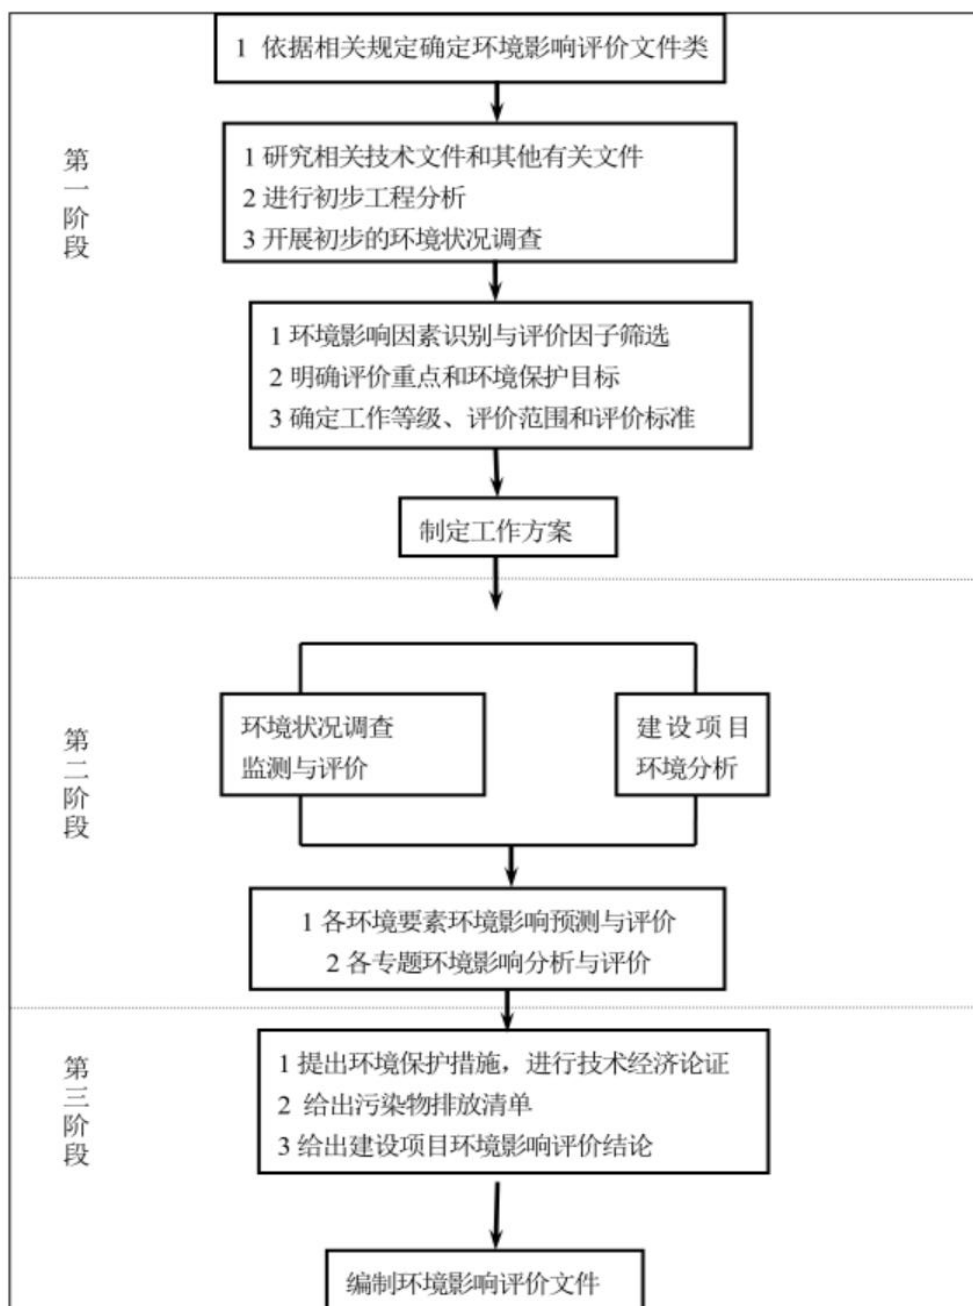 1 依据相关规定确定环境影响评价文件类
第一阶段
1 研究相关技术文件和其他有关文件
2 进行初步工程分析
3 开展初步的环境状况调查
1 环境影响因素识别与评价因子筛选
2 明确评价重点和环境保护目标
3 确定工作等级、评价范围和评价标准
制定工作方案
第二阶段
环境状况调查
监测与评价
建设项目
环境分析
1 各环境要素环境影响预测与评价
2 各专题环境影响分析与评价
第三阶段
1 提出环境保护措施，进行技术经济论证
2 给出污染物排放清单
3 给出建设项目环境影响评价结论
编制环境影响评价文件